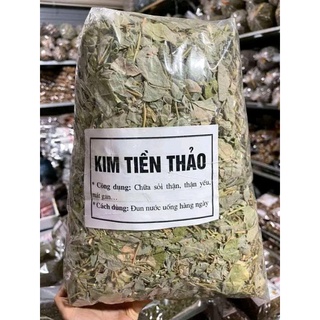 KIM TIỀN THẢO
* Công dụng: Chữa sỏi thận, thận yếu,
mát gan…
* Cách dùng: Đun nước uống hàng ngày